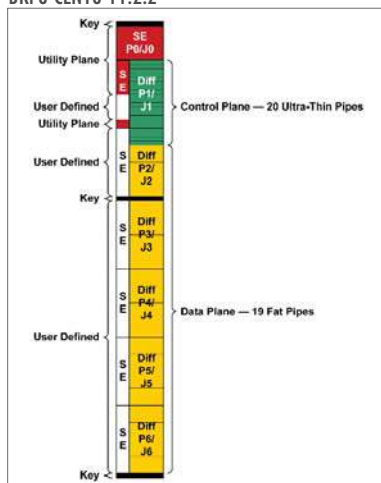 Key
SE
P0/J0
Utility Plane
S
E
Diff
P1/
J1
User Defined
Control Plane — 20 Ultra-Thin Pipes
Utility Plane
User Defined
S
E
Diff
P2/
J2
Key
S
E
Diff
P3/
J3
S
E
Diff
P4/
J4
Data Plane — 19 Fat Pipes
User Defined
S
E
Diff
P5/
J5
S
E
Diff
P6/
J6
Key